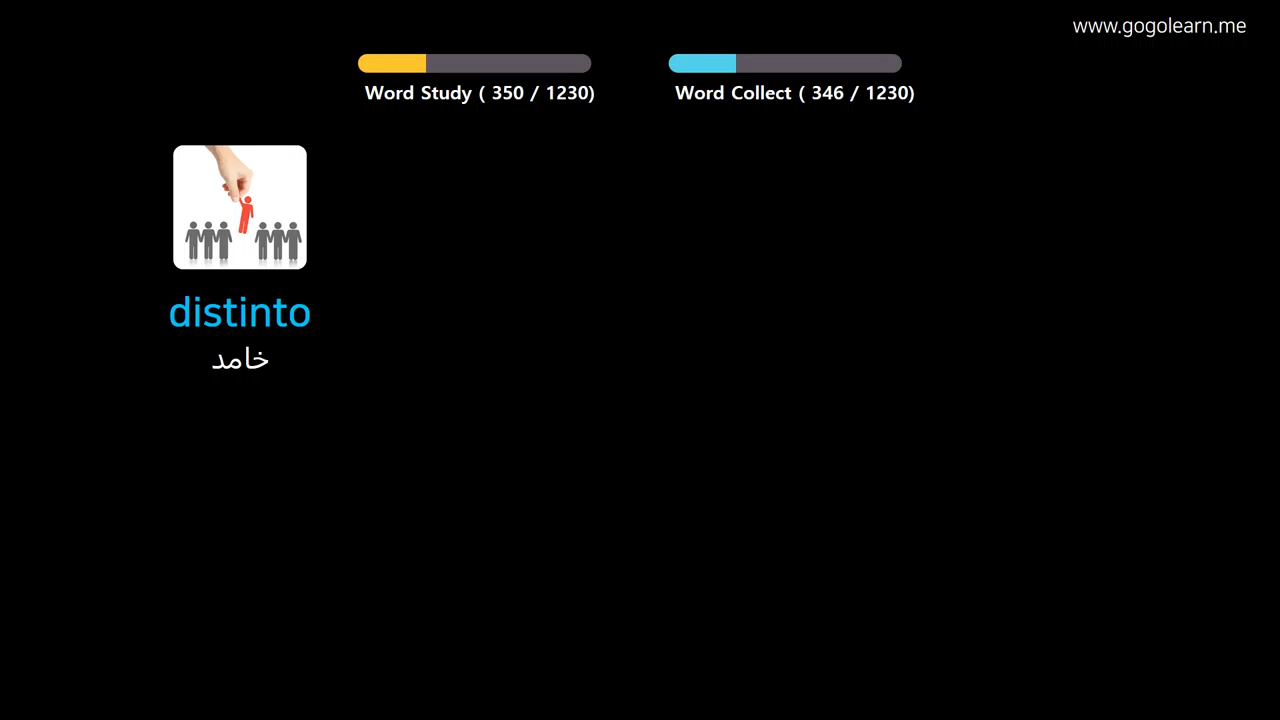 www.gogolearn.me
Word Study ( 350 / 1230)
Word Collect ( 346 / 1230)
distinto
خامد